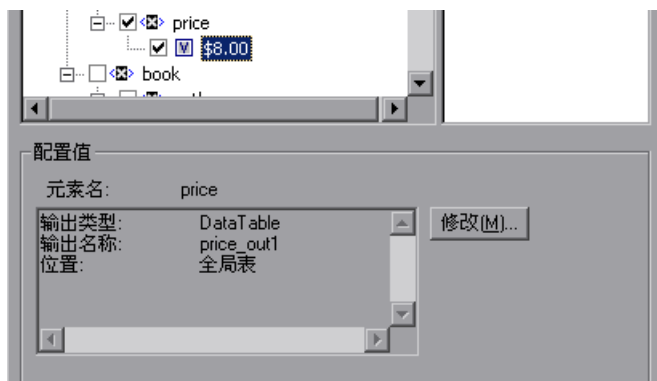 price
$8.00
book
配置值
元素名: price
输出类型: DataTable
输出名称: price_out1
位置: 全局表
修改(M)...